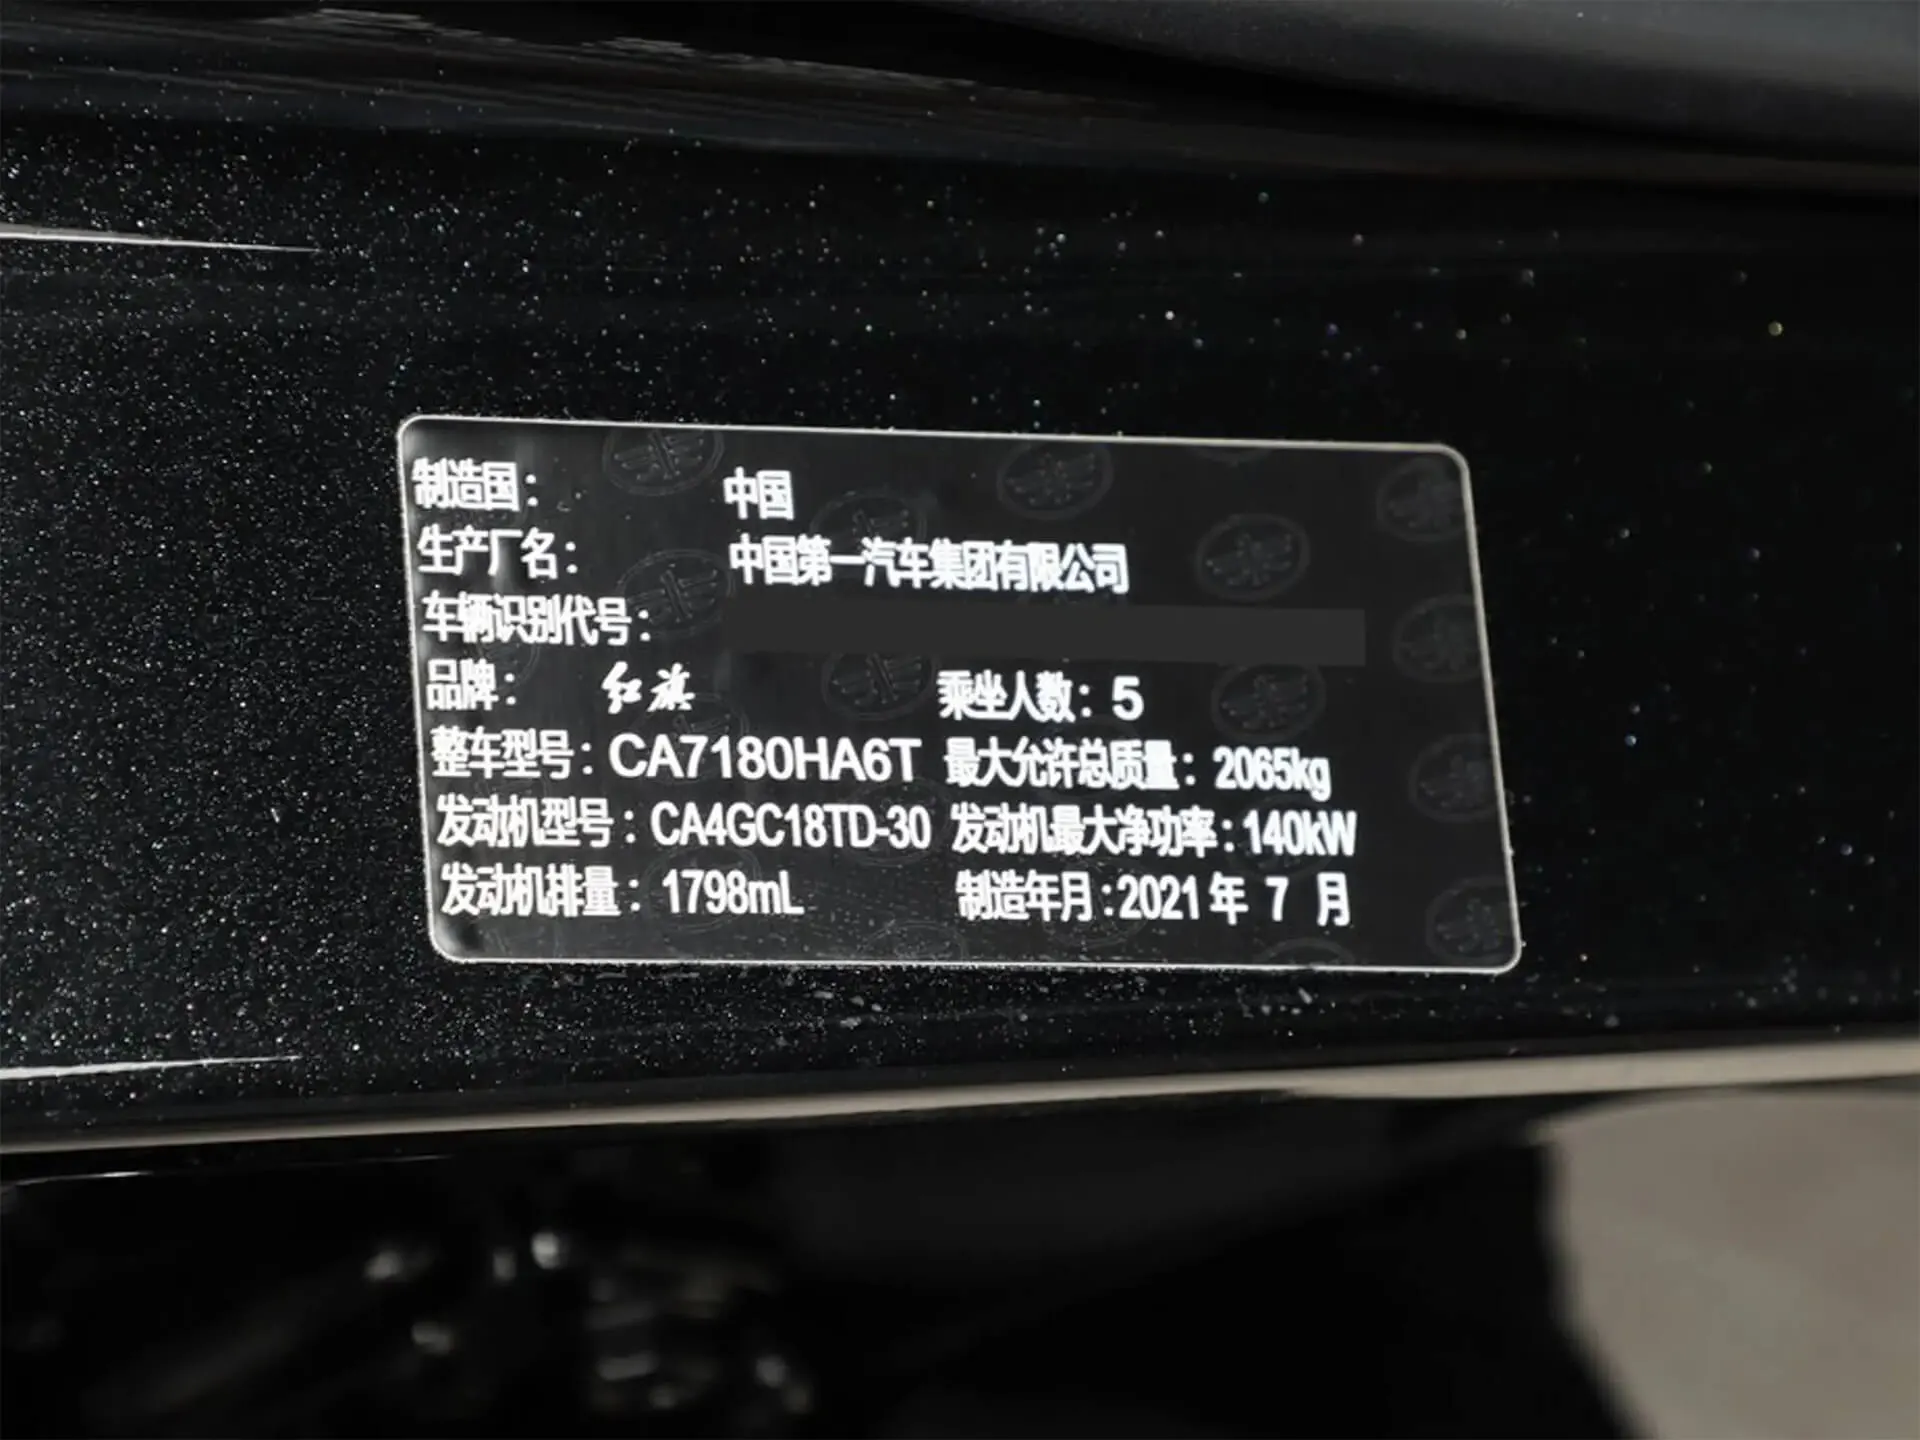 制造国： 中国
生产厂名： 中国第一汽车集团有限公司
车辆识别代号：
品牌： 红旗 乘坐人数：5
整车型号：CA7180HA6T 最大允许总质量：2065kg
发动机型号：CA4GC18TD-30 发动机最大净功率：140kW
发动机排量：1798mL 制造年月：2021年 7 月